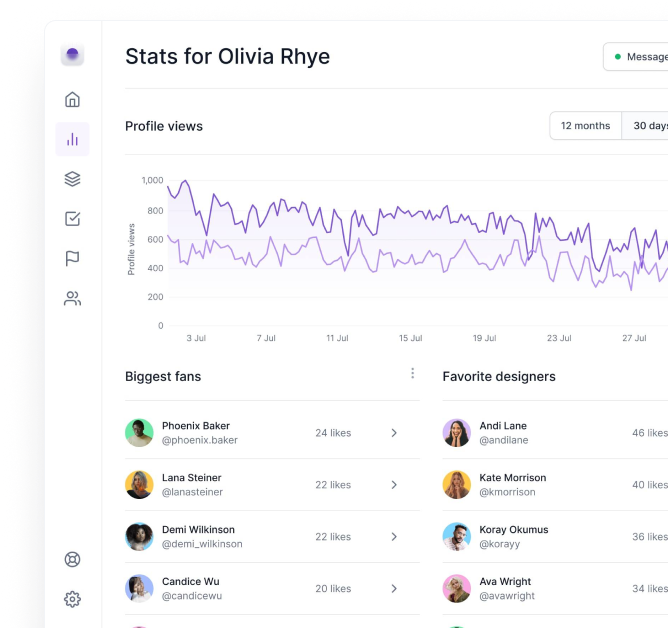 Stats for Olivia Rhye
Message
Profile views
12 months
30 days
1,000
800
600
400
200
0
Profile views
3 Jul
7 Jul
11 Jul
15 Jul
19 Jul
23 Jul
27 Jul
Biggest fans
Phoenix Baker
@phoenix.baker
24 likes
Lana Steiner
@lanasteiner
22 likes
Demi Wilkinson
@demi_wilkinson
22 likes
Candice Wu
@candicewu
20 likes
Favorite designers
Andi Lane
@andilane
46 likes
Kate Morrison
@kmorrison
40 likes
Koray Okumus
@korayy
36 likes
Ava Wright
@avawright
34 likes